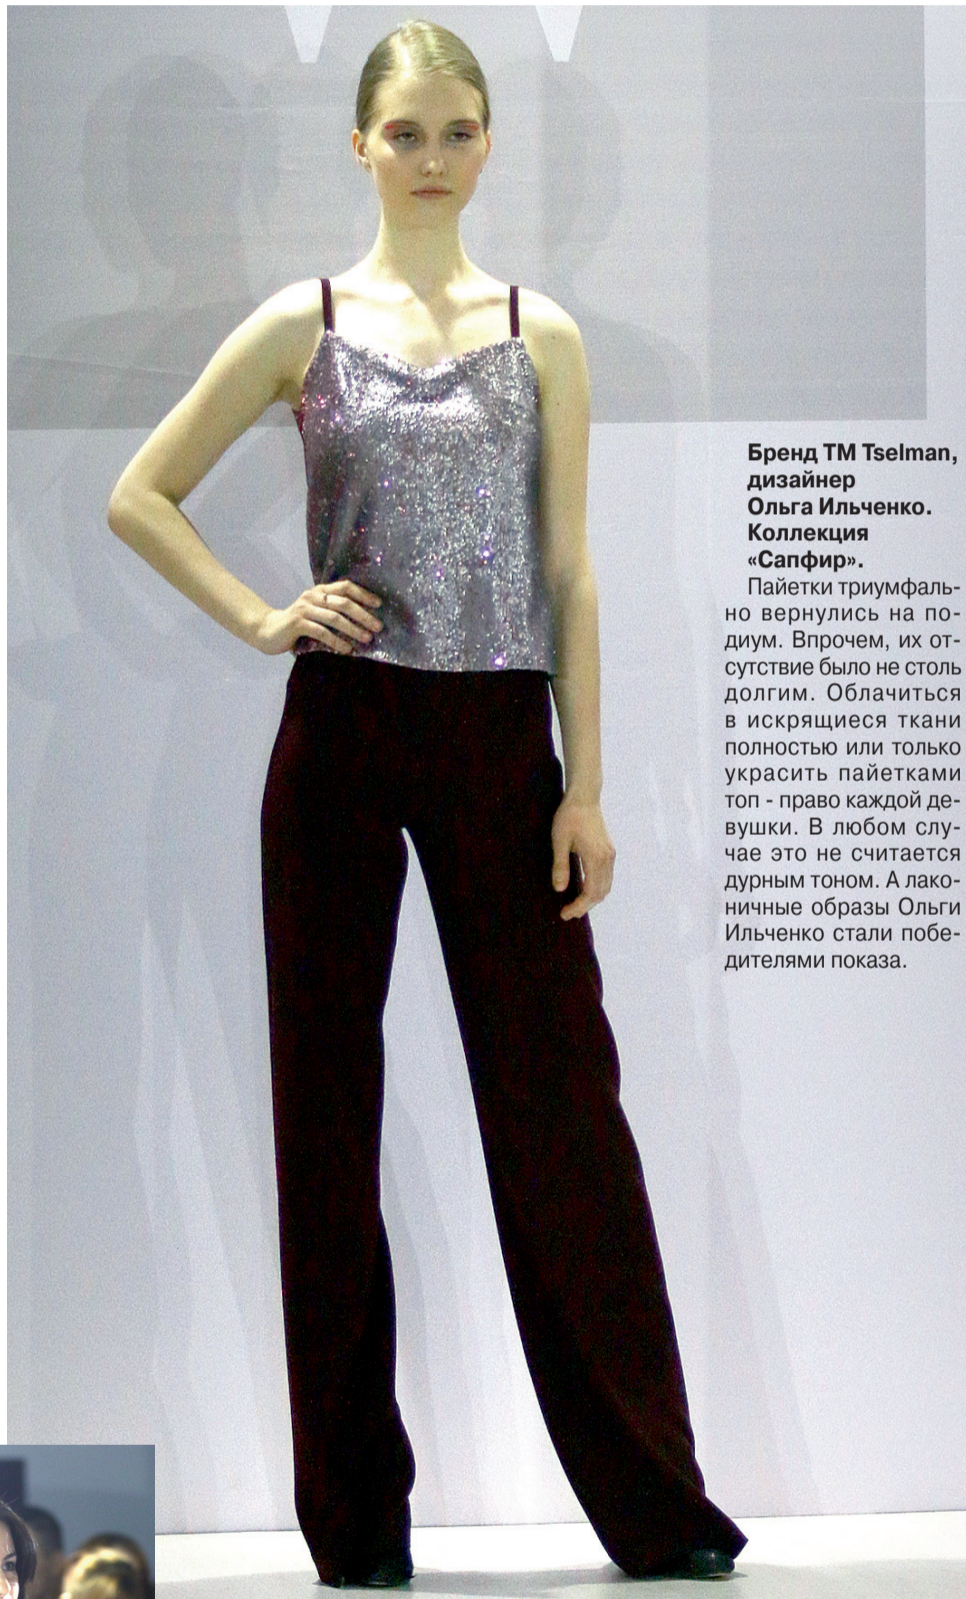 Бренд ТМ Tselman,
дизайнер
Ольга Ильченко.
Коллекция
«Сапфир».
Пайетки триумфаль-
но вернулись на по-
диум. Впрочем, их от-
сутствие было не столь
долгим. Облачиться
в искрящиеся ткани
полностью или только
украсить пайетками
топ - право каждой де-
вушки. В любом слу-
чае это не считается
дурным тоном. А лако-
ничные образы Ольги
Ильченко стали побе-
дителями показа.